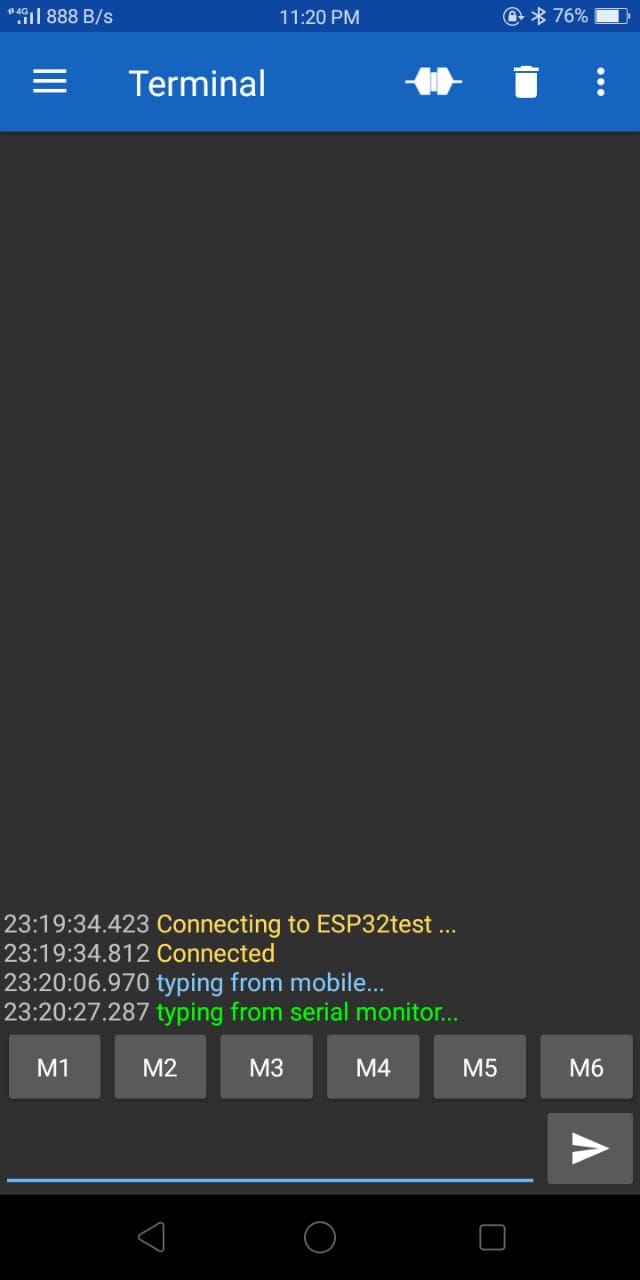 4G 888 B/s 11:20 PM 76%
Terminal
23:19:34.423 Connecting to ESP32test ...
23:19:34.812 Connected
23:20:06.970 typing from mobile...
23:20:27.287 typing from serial monitor...
M1 M2 M3 M4 M5 M6